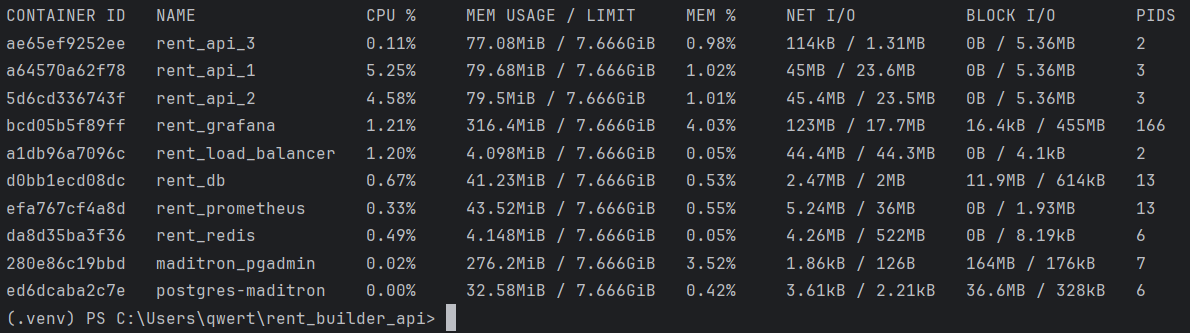 CONTAINER ID   NAME                 CPU %     MEM USAGE / LIMIT     MEM %     NET I/O           BLOCK I/O         PIDS
ae65ef9252ee   rent_api_3           0.11%     77.08MiB / 7.666GiB   0.98%     114kB / 1.31MB    0B / 5.36MB       2
a64570a62f78   rent_api_1           5.25%     79.68MiB / 7.666GiB   1.02%     45MB / 23.6MB     0B / 5.36MB       3
5d6cd336743f   rent_api_2           4.58%     79.5MiB / 7.666GiB    1.01%     45.4MB / 23.5MB   0B / 5.36MB       3
bcd05b5f89ff   rent_grafana         1.21%     316.4MiB / 7.666GiB   4.03%     123MB / 17.7MB    16.4kB / 455MB    166
a1db96a7096c   rent_load_balancer   1.20%     4.098MiB / 7.666GiB   0.05%     44.4MB / 44.3MB   0B / 4.1kB        2
d0bb1ecd08dc   rent_db              0.67%     41.23MiB / 7.666GiB   0.53%     2.47MB / 2MB      11.9MB / 614kB    13
efa767cf4a8d   rent_prometheus      0.33%     43.52MiB / 7.666GiB   0.55%     5.24MB / 36MB     0B / 1.93MB       13
da8d35ba3f36   rent_redis           0.49%     4.148MiB / 7.666GiB   0.05%     4.26MB / 522MB    0B / 8.19kB       6
280e86c19bbd   maditron_pgadmin     0.02%     276.2MiB / 7.666GiB   3.52%     1.86kB / 126B     164MB / 176kB     7
ed6dcaba2c7e   postgres-maditron    0.00%     32.58MiB / 7.666GiB   0.42%     3.61kB / 2.21kB   36.6MB / 328kB    6
(.venv) PS C:\Users\qwert\rent_builder_api>